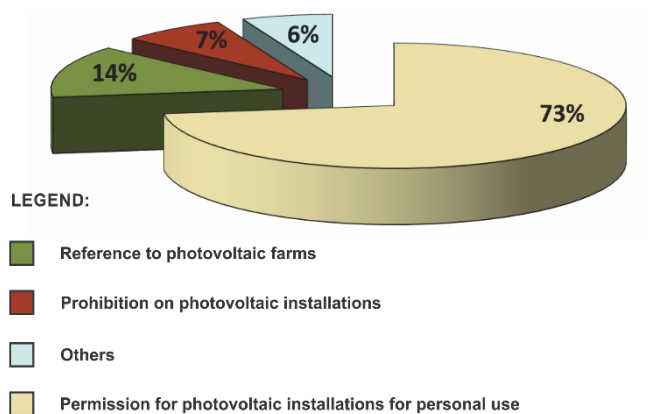 6%
7%
14%
73%
LEGEND:
Reference to photovoltaic farms
Prohibition on photovoltaic installations
Others
Permission for photovoltaic installations for personal use